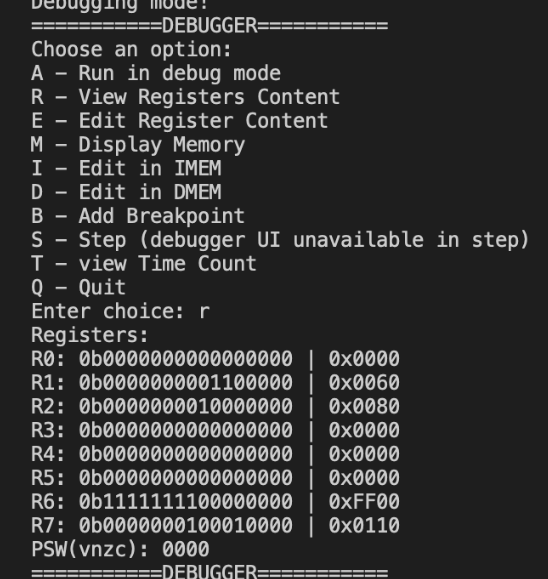 Debugging mode!
===========DEBUGGER===========
Choose an option:
A – Run in debug mode
R – View Registers Content
E – Edit Register Content
M – Display Memory
I – Edit in IMEM
D – Edit in DMEM
B – Add Breakpoint
S – Step (debugger UI unavailable in step)
T – view Time Count
Q – Quit
Enter choice: r
Registers:
R0: 0b0000000000000000 | 0x0000
R1: 0b0000000001100000 | 0x0060
R2: 0b0000000010000000 | 0x0080
R3: 0b0000000000000000 | 0x0000
R4: 0b0000000000000000 | 0x0000
R5: 0b0000000000000000 | 0x0000
R6: 0b1111111100000000 | 0xFF00
R7: 0b0000000100010000 | 0x0110
PSW(vnzc): 0000
===========DEBUGGER===========